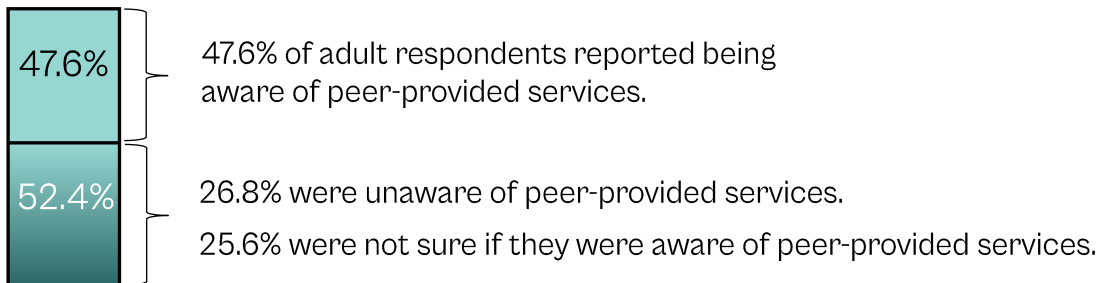 47.6%
47.6% of adult respondents reported being
aware of peer-provided services.
52.4%
26.8% were unaware of peer-provided services.
25.6% were not sure if they were aware of peer-provided services.